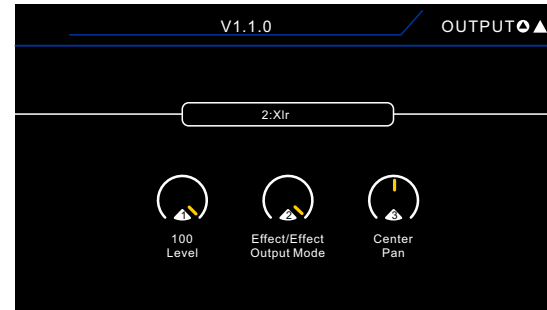 V1.1.0
OUTPUT
2:Xlr
1
2
3
100
Level
Effect/Effect
Output Mode
Center
Pan